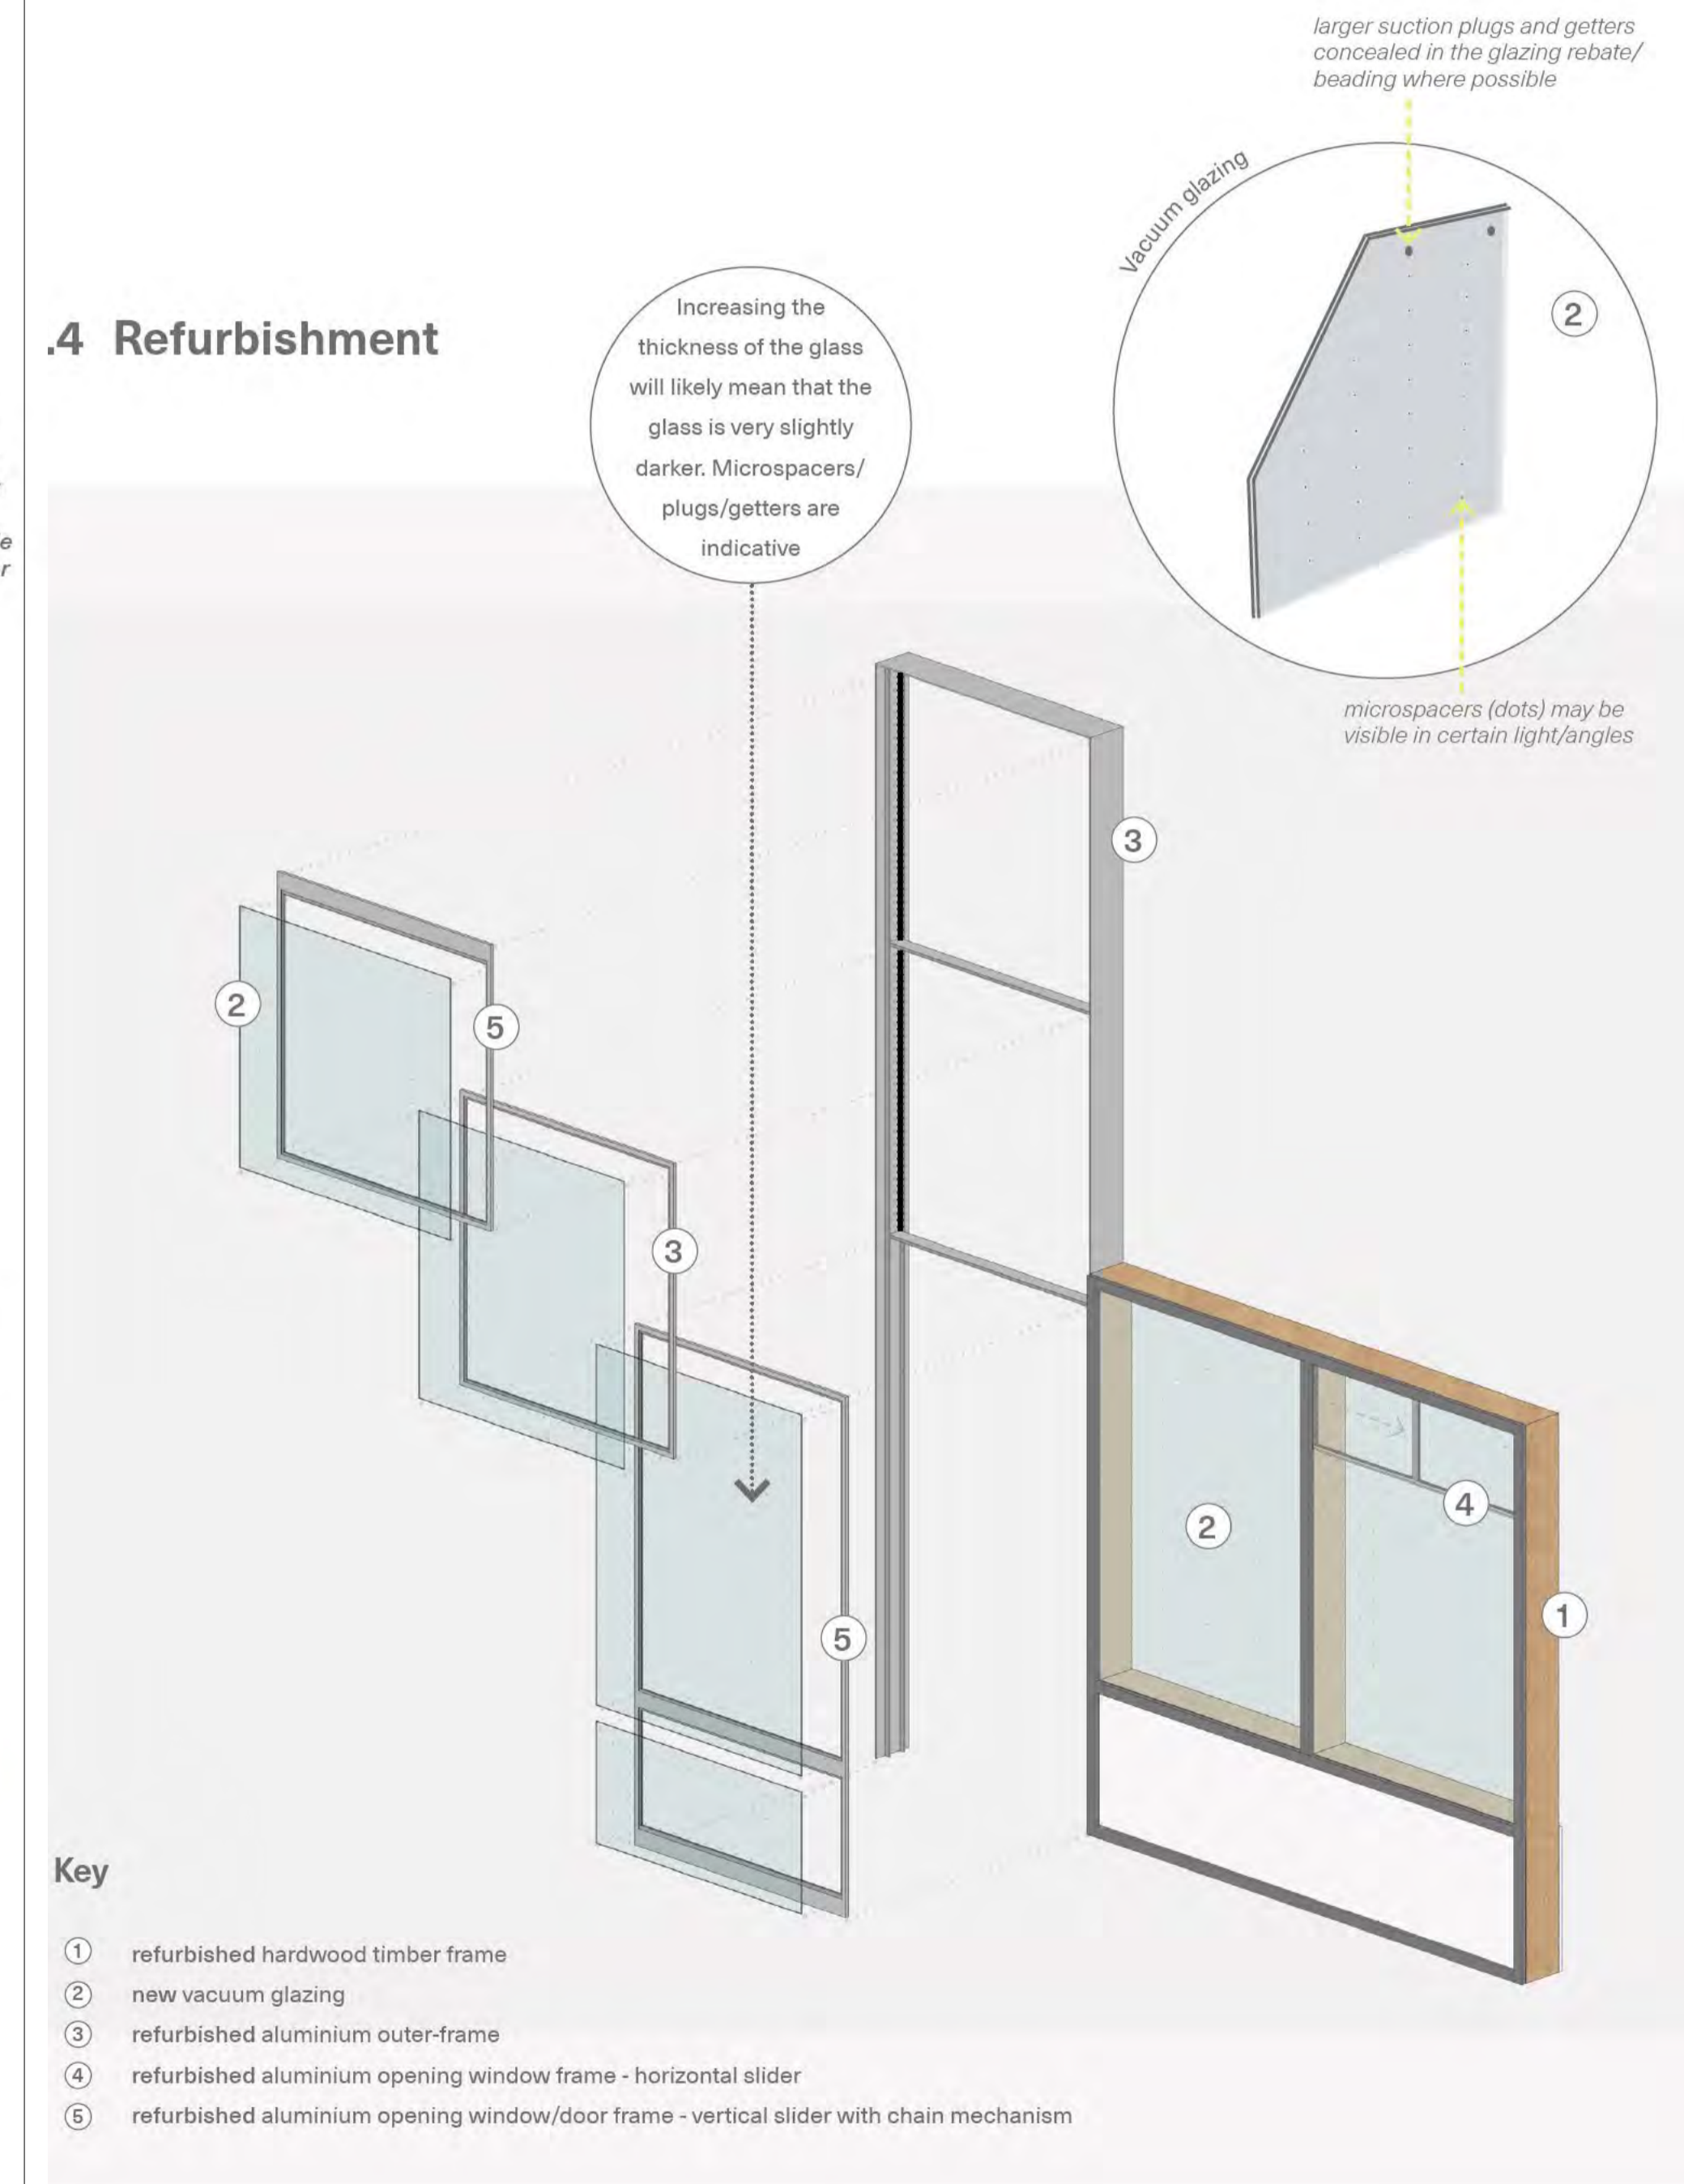 larger suction plugs and getters
concealed in the glazing rebate/
beading where possible
Vacuum glazing
2
.4 Refurbishment
Increasing the
thickness of the glass
will likely mean that the
glass is very slightly
darker. Microspacers/
plugs/getters are
indicative
e
r
microspacers (dots) may be
visible in certain light/angles
3
2
5
3
5
2
4
1
Key
1 refurbished hardwood timber frame
2 new vacuum glazing
3 refurbished aluminium outer-frame
4 refurbished aluminium opening window frame - horizontal slider
5 refurbished aluminium opening window/door frame - vertical slider with chain mechanism